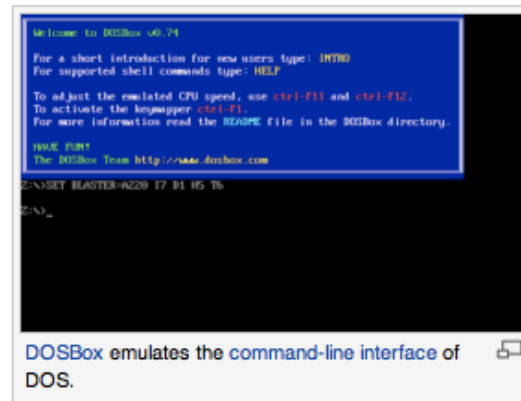 Welcome to DOSBox v0.74
For a short introduction for new users type: INTRO
For supported shell commands type: HELP
To adjust the emulated CPU speed, use ctrl-F11 and ctrl-F12.
To activate the keymapper ctrl-F1.
For more information read the README file in the DOSBox directory.
HAVE FUN!
The DOSBox Team http://www.dosbox.com
Z:\>SET BLASTER=A220 I7 D1 H5 T6
Z:\>_
DOSBox emulates the command-line interface of
DOS.